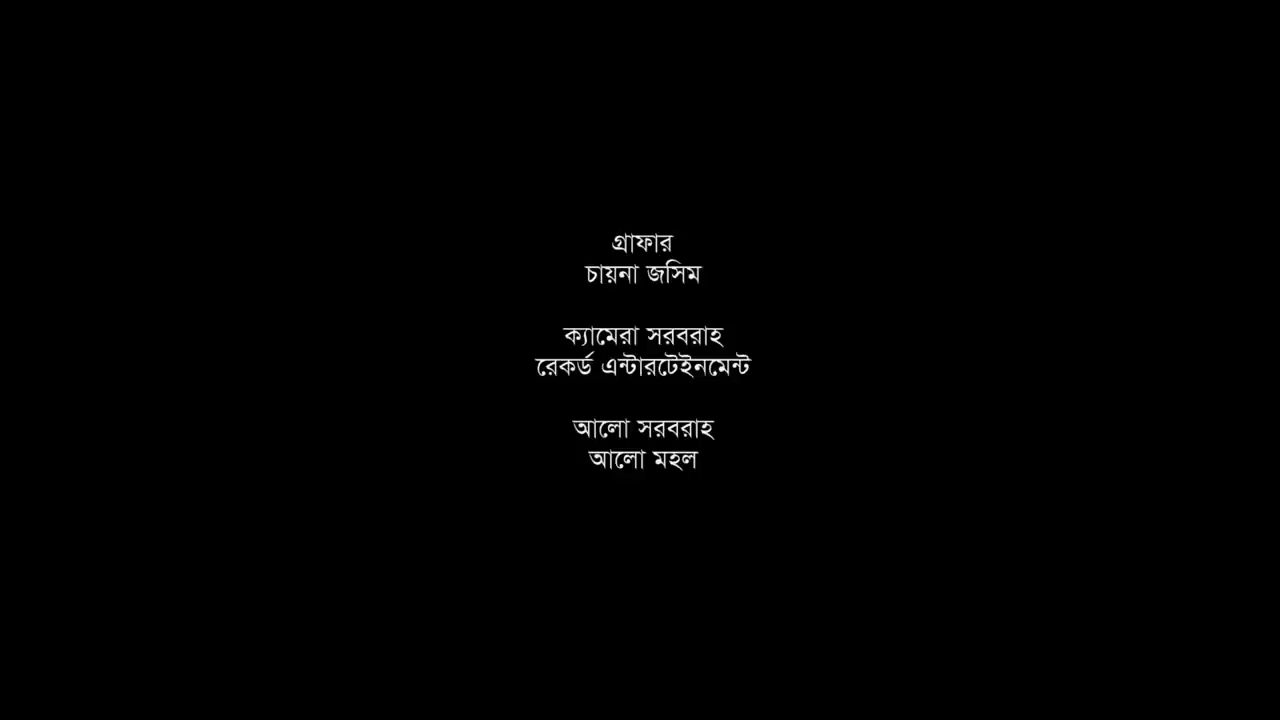 গ্রাফার
চায়না জসিম
ক্যামেরা সরবরাহ
রেকর্ড এন্টারটেইনমেন্ট
আলো সরবরাহ
আলো মহল